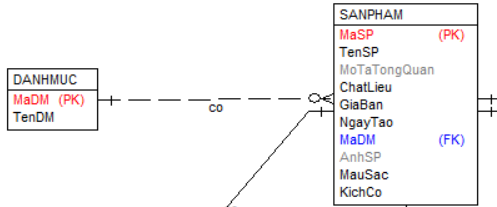 SANPHAM
MaSP (PK)
TenSP
MoTaTongQuan
ChatLieu
GiaBan
NgayTao
MaDM (FK)
AnhSP
MauSac
KichCo
DANHMUC
MaDM (PK)
TenDM
co